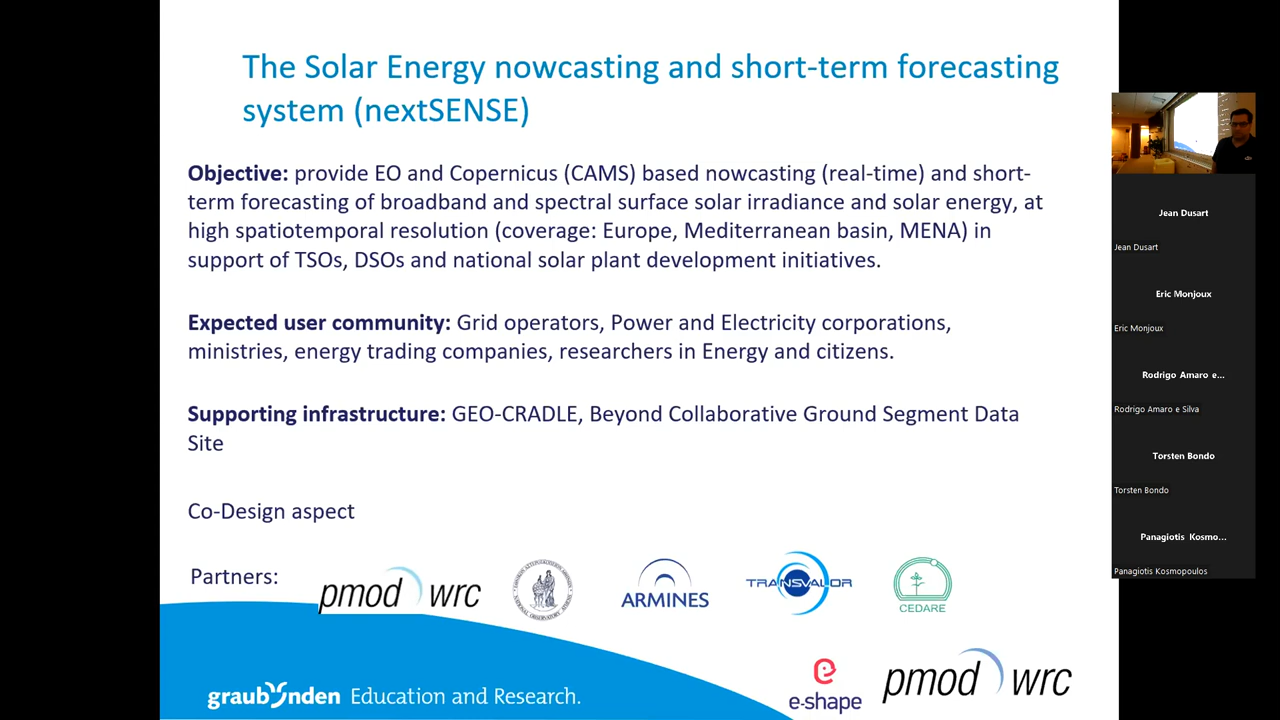 The Solar Energy nowcasting and short-term forecasting
system (nextSENSE)
Objective: provide EO and Copernicus (CAMS) based nowcasting (real-time) and short-
term forecasting of broadband and spectral surface solar irradiance and solar energy, at
high spatiotemporal resolution (coverage: Europe, Mediterranean basin, MENA) in
support of TSOs, DSOs and national solar plant development initiatives.
Expected user community: Grid operators, Power and Electricity corporations,
ministries, energy trading companies, researchers in Energy and citizens.
Supporting infrastructure: GEO-CRADLE, Beyond Collaborative Ground Segment Data
Site
Co-Design aspect
Partners:
pmod wrc
ARMINES
TRANSVALOR
CEDARE
graubünden Education and Research.
e-shape
pmod wrc
Jean Dusart
Jean Dusart
Eric Monjoux
Eric Monjoux
Rodrigo Amaro e...
Rodrigo Amaro e Silva
Torsten Bondo
Torsten Bondo
Panagiotis Kosmo...
Panagiotis Kosmopoulos